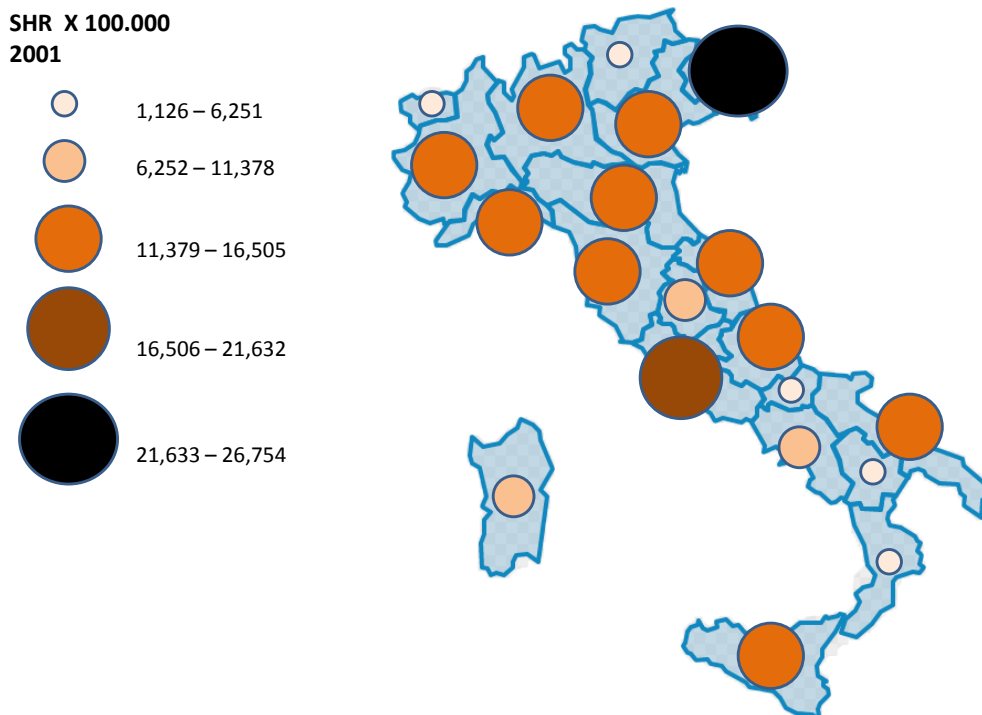 SHR X 100.000
2001
1,126 – 6,251
6,252 – 11,378
11,379 – 16,505
16,506 – 21,632
21,633 – 26,754